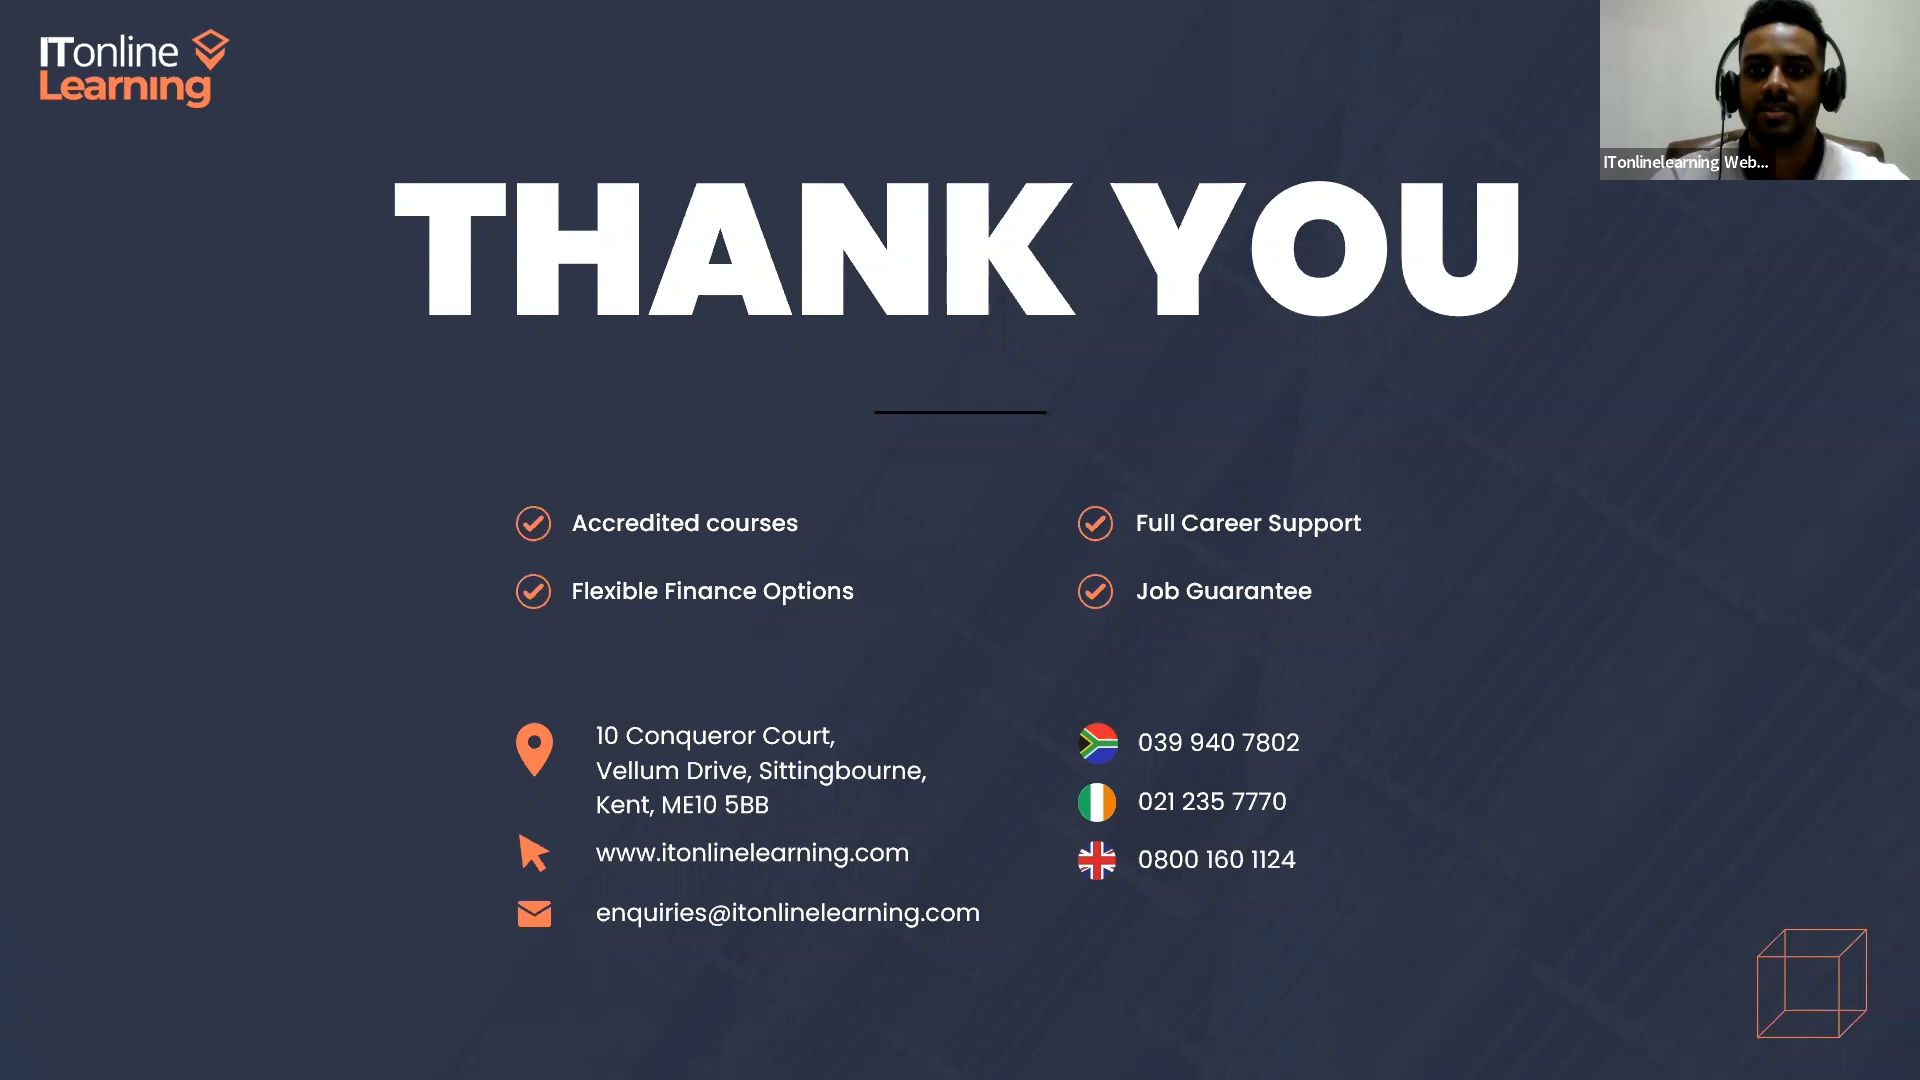 ITonline
Learning
ITonlinelearning Web...
THANK YOU
Accredited courses
Full Career Support
Flexible Finance Options
Job Guarantee
10 Conqueror Court,
Vellum Drive, Sittingbourne,
Kent, ME10 5BB
www.itonlinelearning.com
enquiries@itonlinelearning.com
039 940 7802
021 235 7770
0800 160 1124